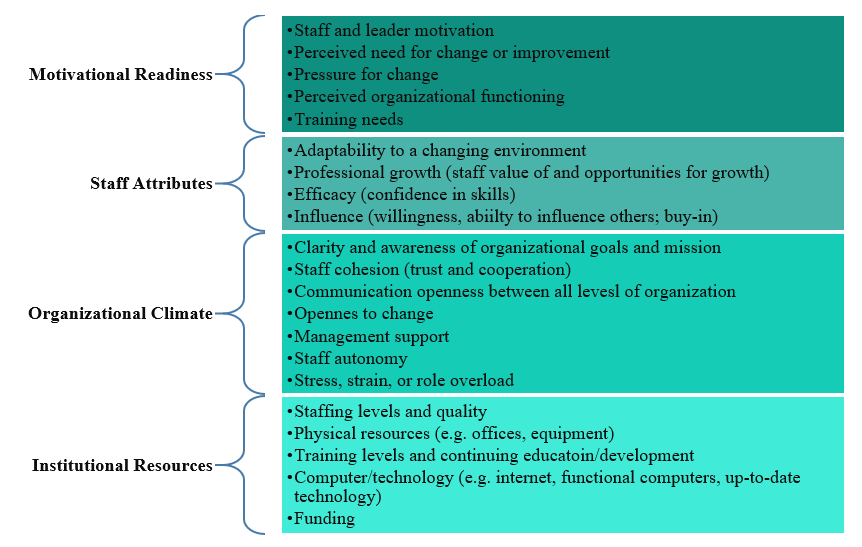 Motivational Readiness
•Staff and leader motivation
•Perceived need for change or improvement
•Pressure for change
•Perceived organizational functioning
•Training needs
Staff Attributes
•Adaptability to a changing environment
•Professional growth (staff value of and opportunities for growth)
•Efficacy (confidence in skills)
•Influence (willingness, abiilty to influence others; buy-in)
Organizational Climate
•Clarity and awareness of organizational goals and mission
•Staff cohesion (trust and cooperation)
•Communication openness between all levesl of organization
•Opennes to change
•Management support
•Staff autonomy
•Stress, strain, or role overload
Institutional Resources
•Staffing levels and quality
•Physical resources (e.g. offices, equipment)
•Training levels and continuing educatoin/development
•Computer/technology (e.g. internet, functional computers, up-to-date
technology)
•Funding